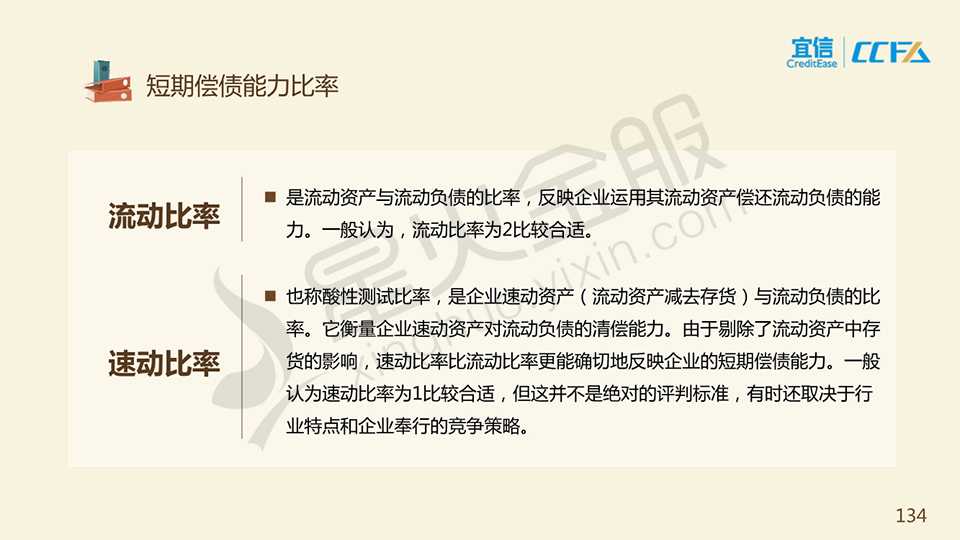 宜信
CreditEase
CCFA
短期偿债能力比率
流动比率
是流动资产与流动负债的比率，反映企业运用其流动资产偿还流动负债的能
力。一般认为，流动比率为2比较合适。
速动比率
也称酸性测试比率，是企业速动资产（流动资产减去存货）与流动负债的比
率。它衡量企业速动资产对流动负债的清偿能力。由于剔除了流动资产中存
货的影响，速动比率比流动比率更能确切地反映企业的短期偿债能力。一般
认为速动比率为1比较合适，但这并不是绝对的评判标准，有时还取决于行
业特点和企业奉行的竞争策略。
星火金服
xinghuo.yixin.com
134